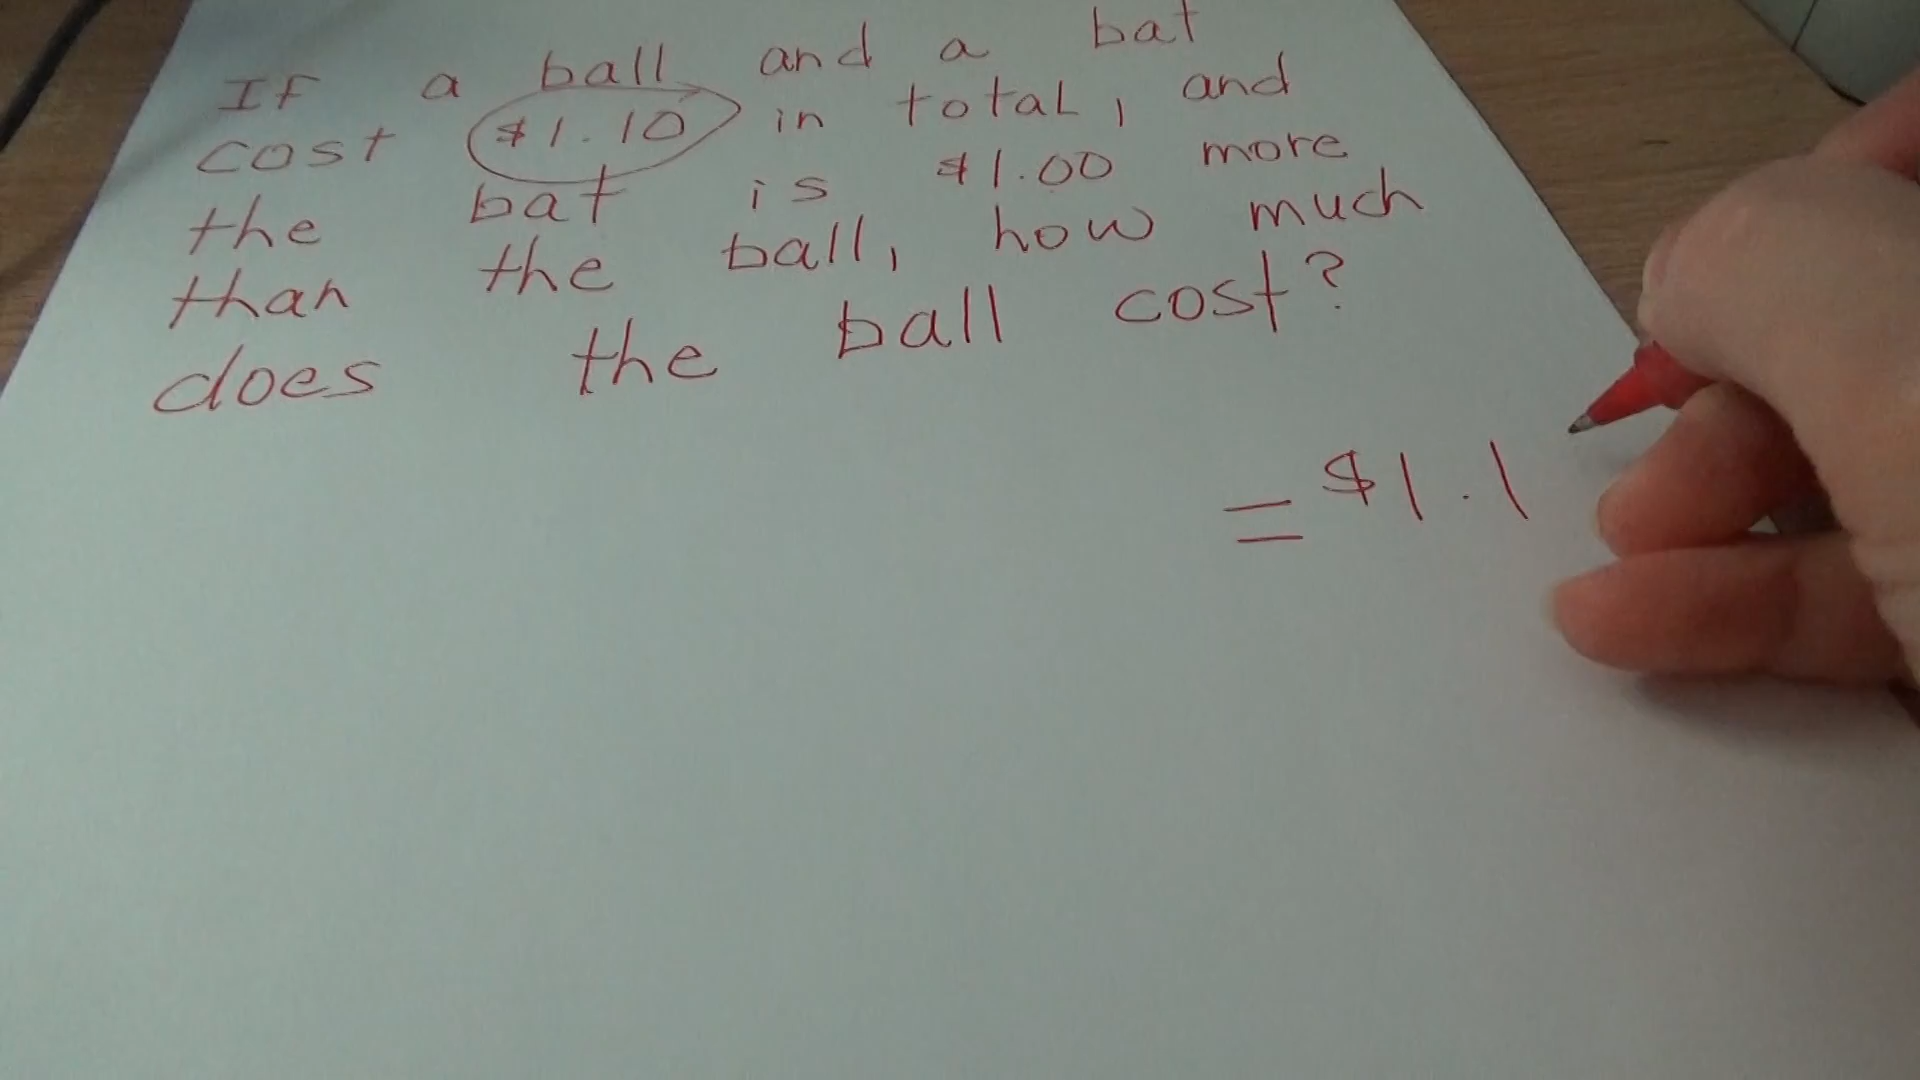 If a ball and a bat
cost $1.10 in total, and
the bat is $1.00 more
than the ball, how much
does the ball cost?
= $1.1